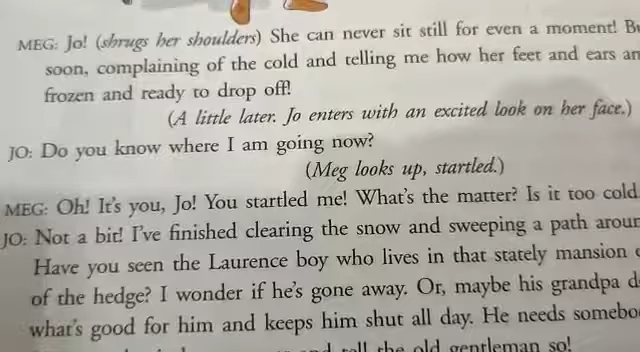 MEG: Jo! (shrugs her shoulders) She can never sit still for even a moment!
soon, complaining of the cold and telling me how her feet and ears
frozen and ready to drop off!
(A little later. Jo enters with an excited look on her face.)
JO: Do you know where I am going now?
(Meg looks up, startled.)
MEG: Oh! It's you, Jo! You startled me! What's the matter? Is it too cold
JO: Not a bit! I've finished clearing the snow and sweeping a path
Have you seen the Laurence boy who lives in that stately mansion
of the hedge? I wonder if he's gone away. Or, maybe his grandpa
what's good for him and keeps him shut all day. He needs
tell the old gentleman so!